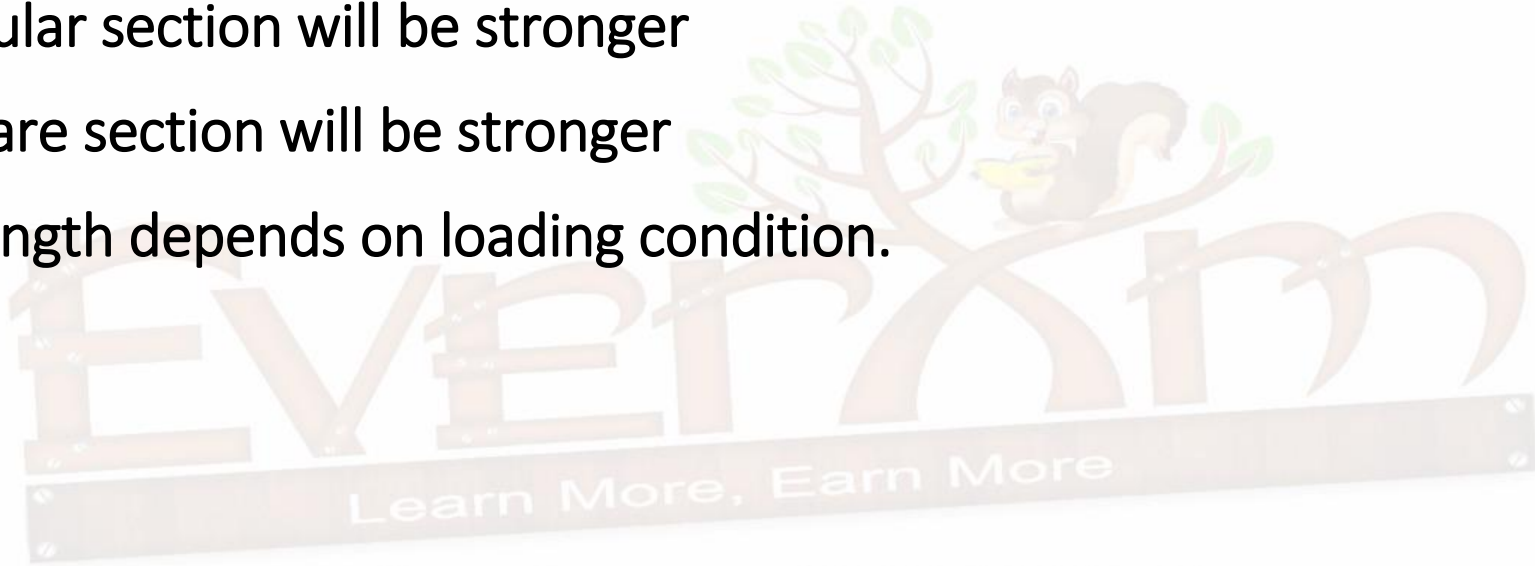 ular section will be stronger
are section will be stronger
ngth depends on loading condition.
Everxm
Learn More, Earn More